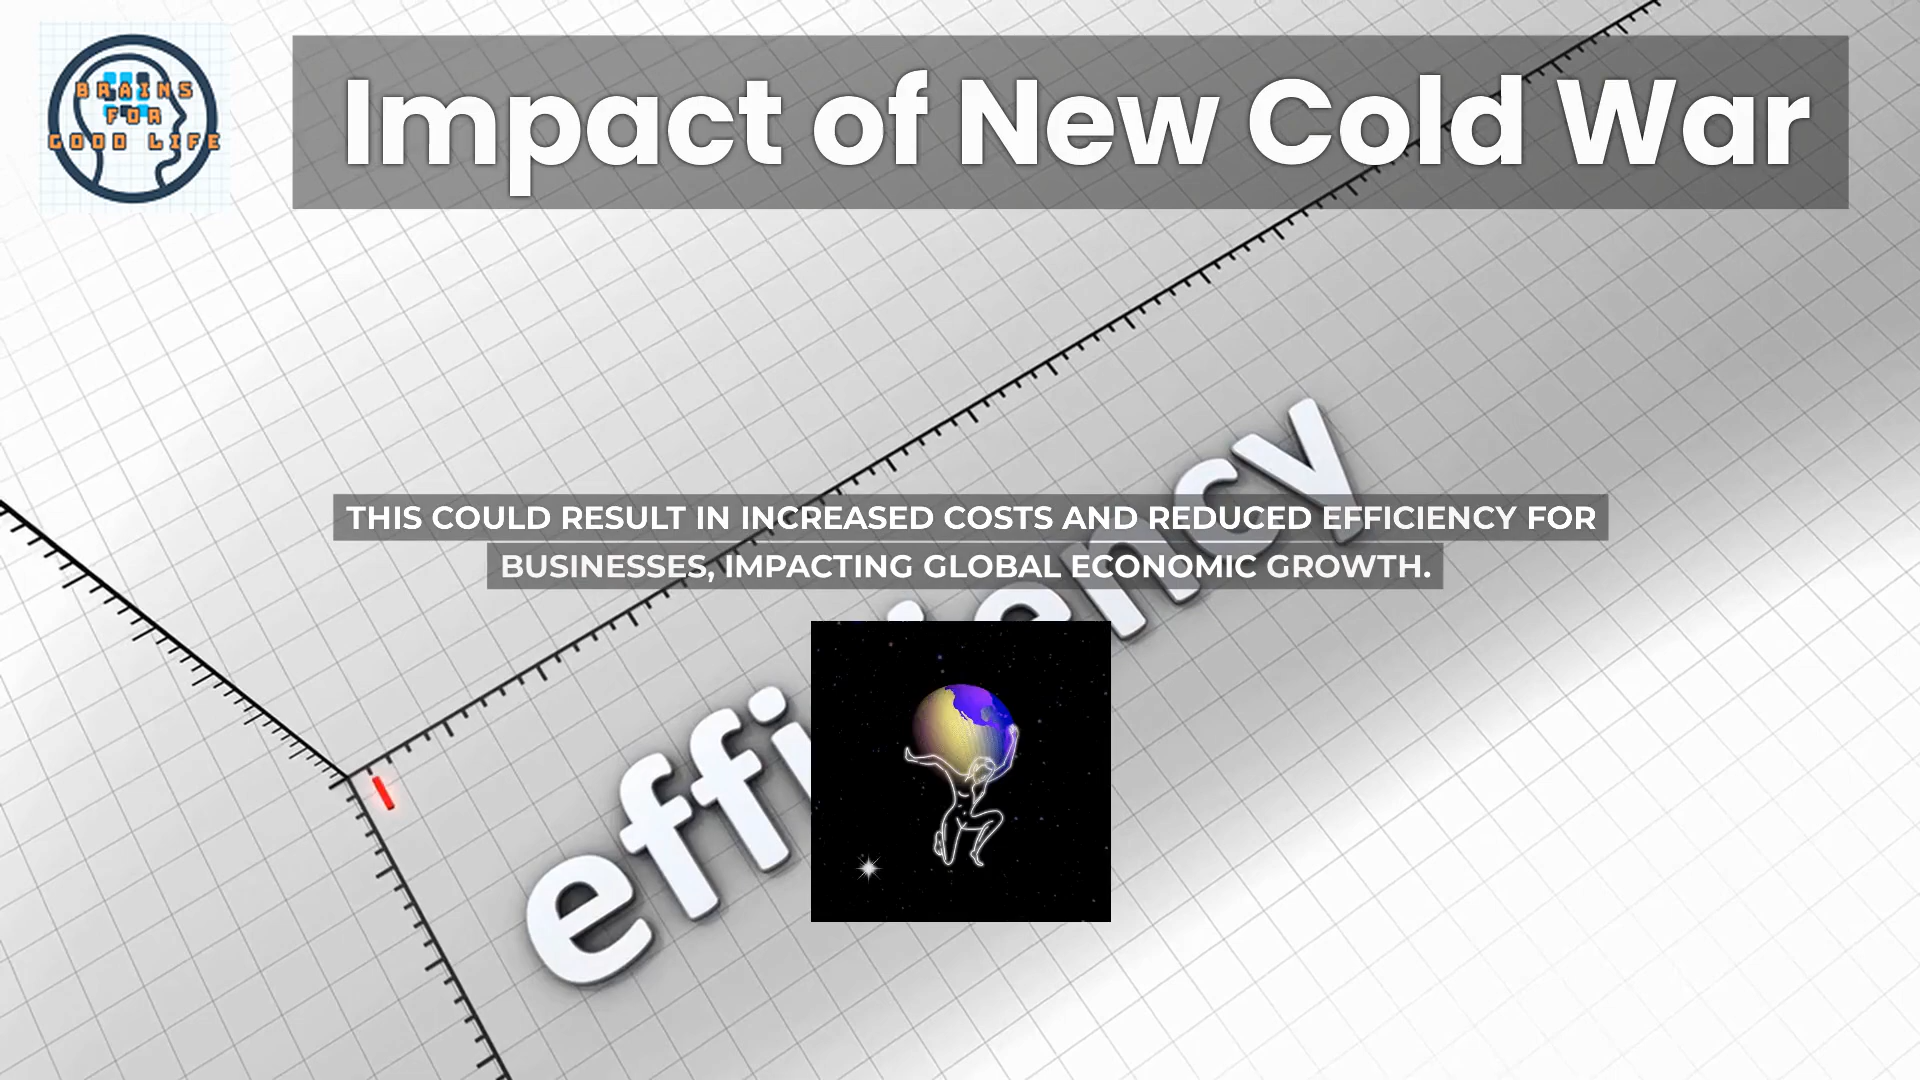 BRAINS
FOR
GOOD LIFE
Impact of New Cold War
THIS COULD RESULT IN INCREASED COSTS AND REDUCED EFFICIENCY FOR
BUSINESSES, IMPACTING GLOBAL ECONOMIC GROWTH.
efficiency